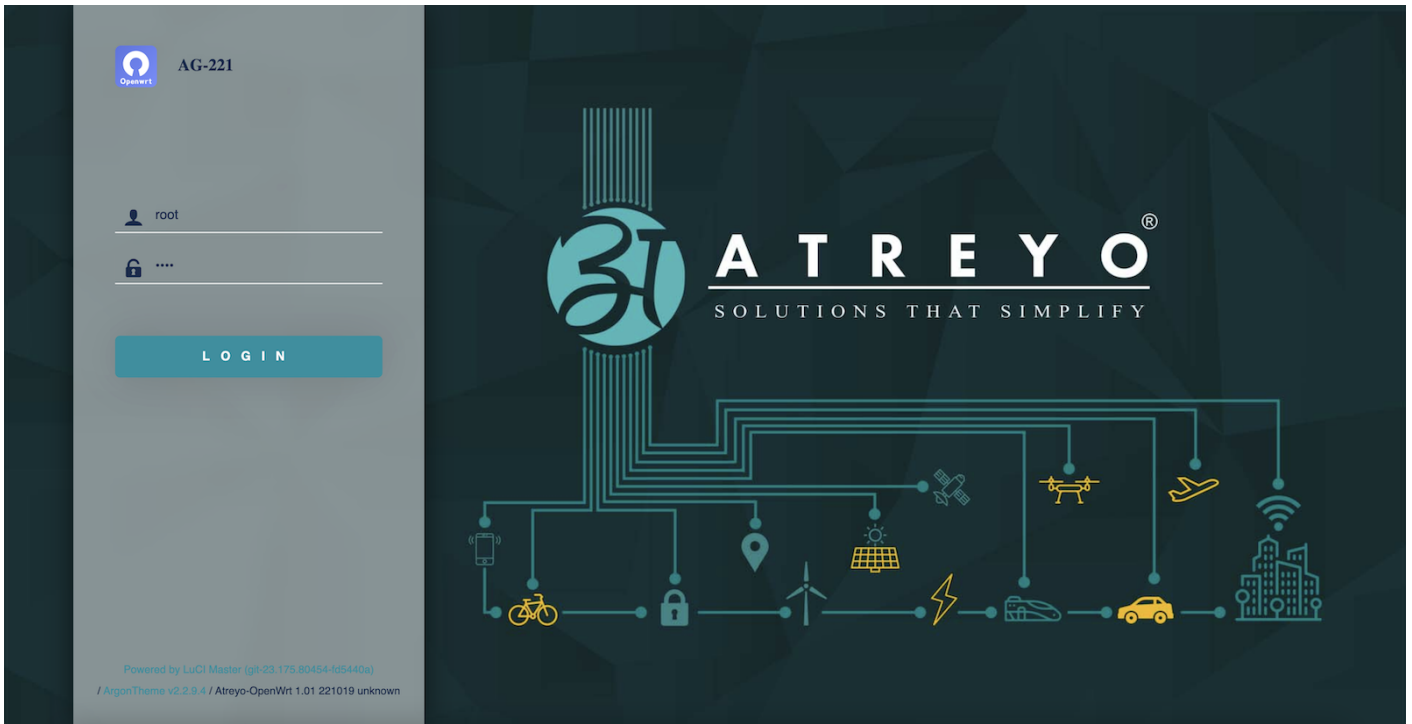 Openwrt
AG-221
root
••••
LOGIN
Powered by LuCI Master (git-23.175.80454-fd5440a)
/ ArgonTheme v2.2.9.4 / Atreyo-OpenWrt 1.01 221019 unknown
अ
ATREYO®
SOLUTIONS THAT SIMPLIFY